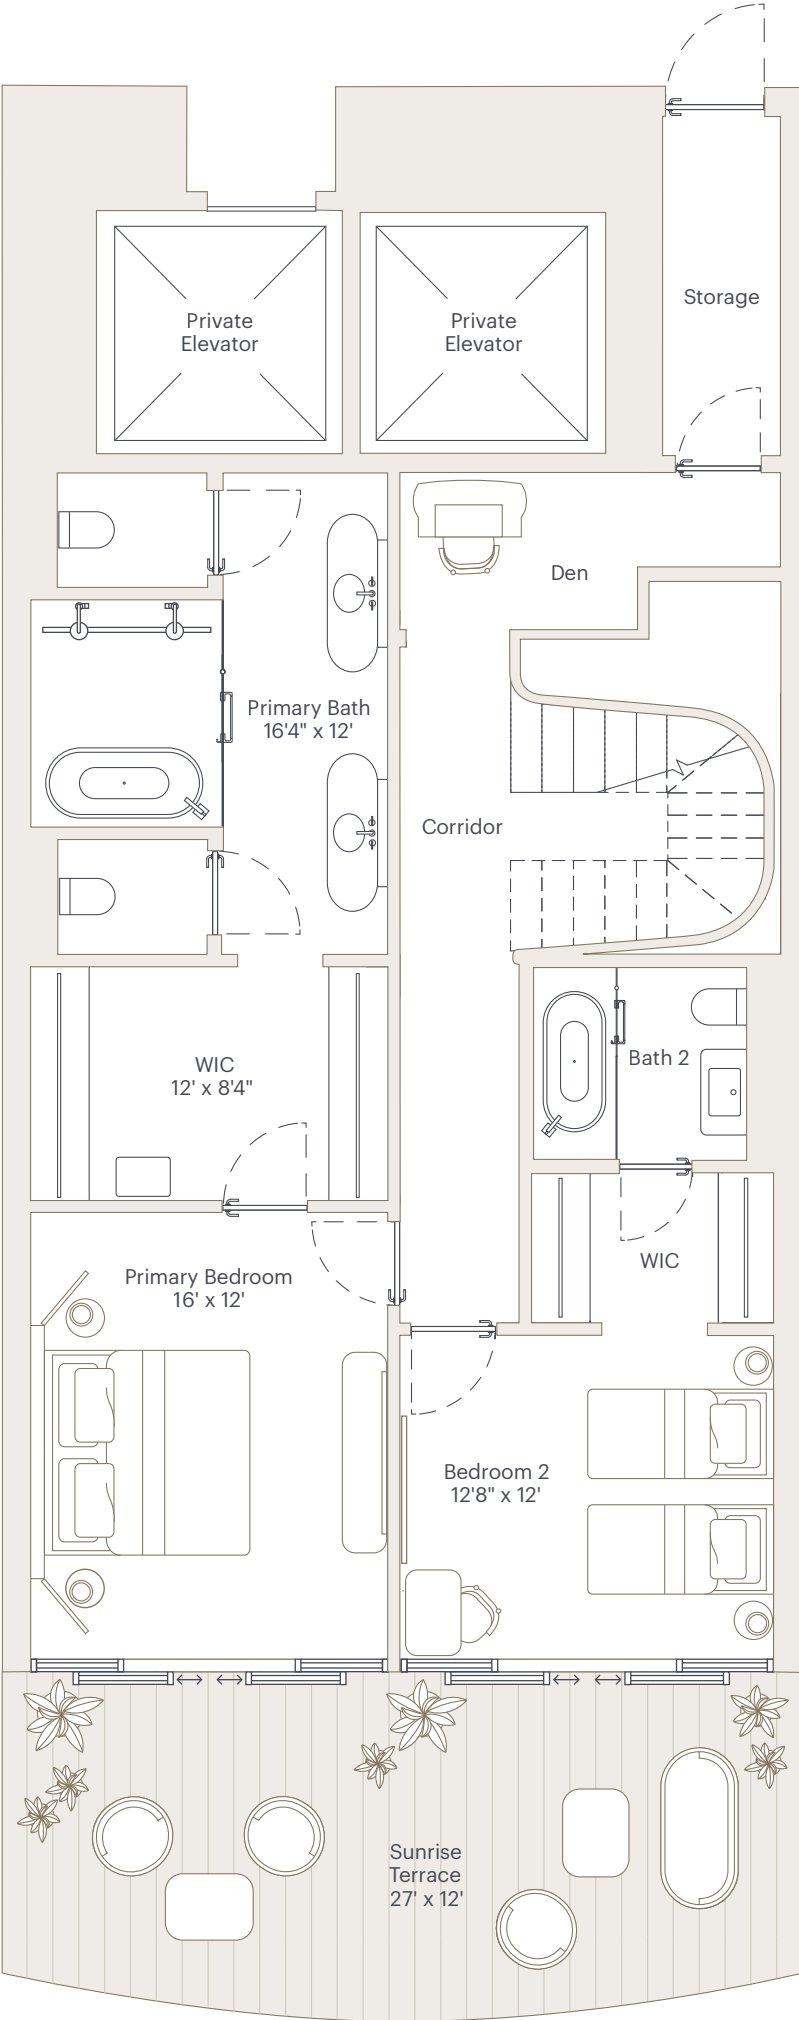 Storage
Private
Elevator
Private
Elevator
Den
Primary Bath
16'4" x 12'
Corridor
WIC
12' x 8'4"
Bath 2
WIC
Primary Bedroom
16' x 12'
Bedroom 2
12'8" x 12'
Sunrise
Terrace
27' x 12'